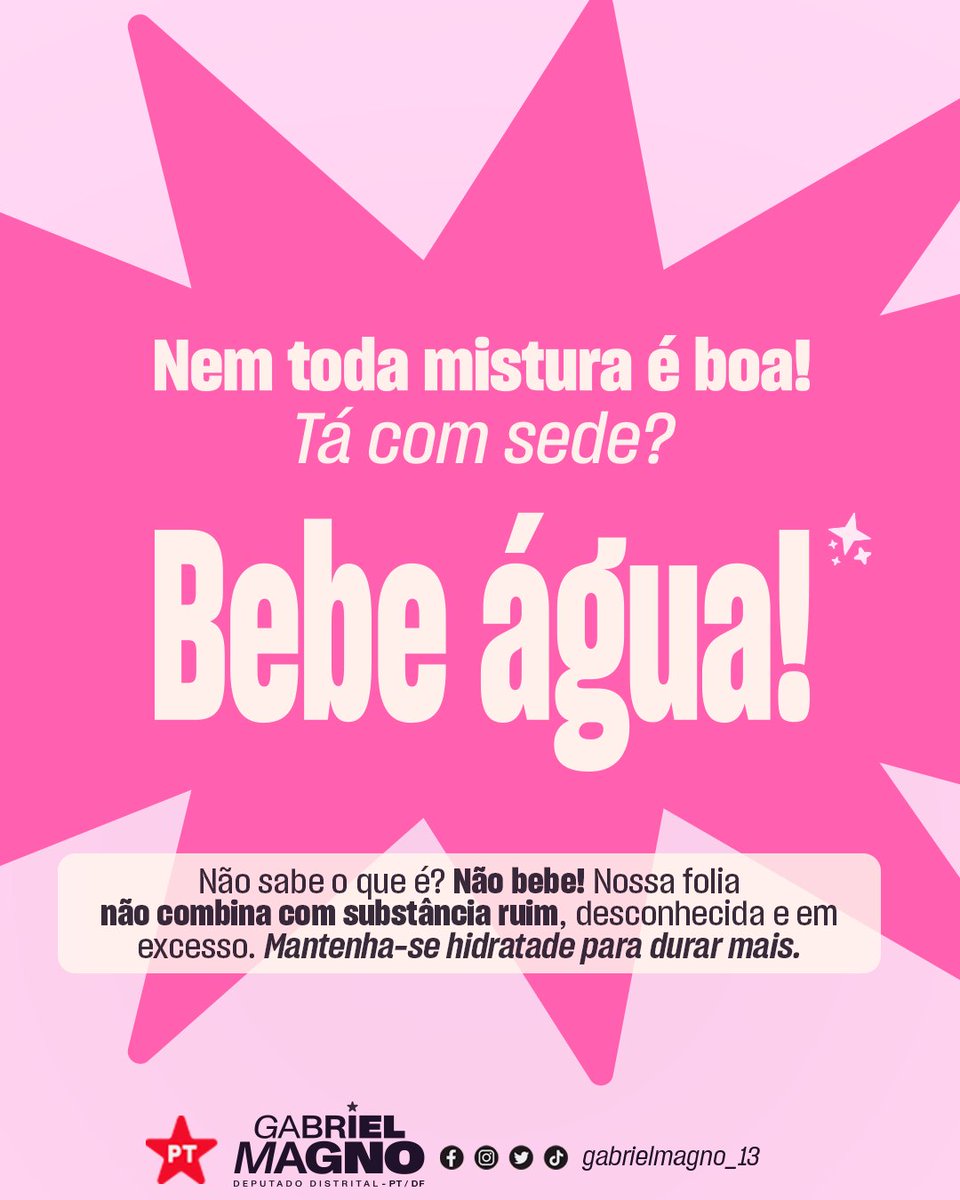 Nem toda mistura é boa!
Tá com sede?
Bebe água!
Não sabe o que é? Não bebe! Nossa folia
não combina com substância ruim, desconhecida e em
excesso. Mantenha-se hidratade para durar mais.
PT
GABRIEL
MAGNO
DEPUTADO DISTRITAL - PT/DF
gabrielmagno_13